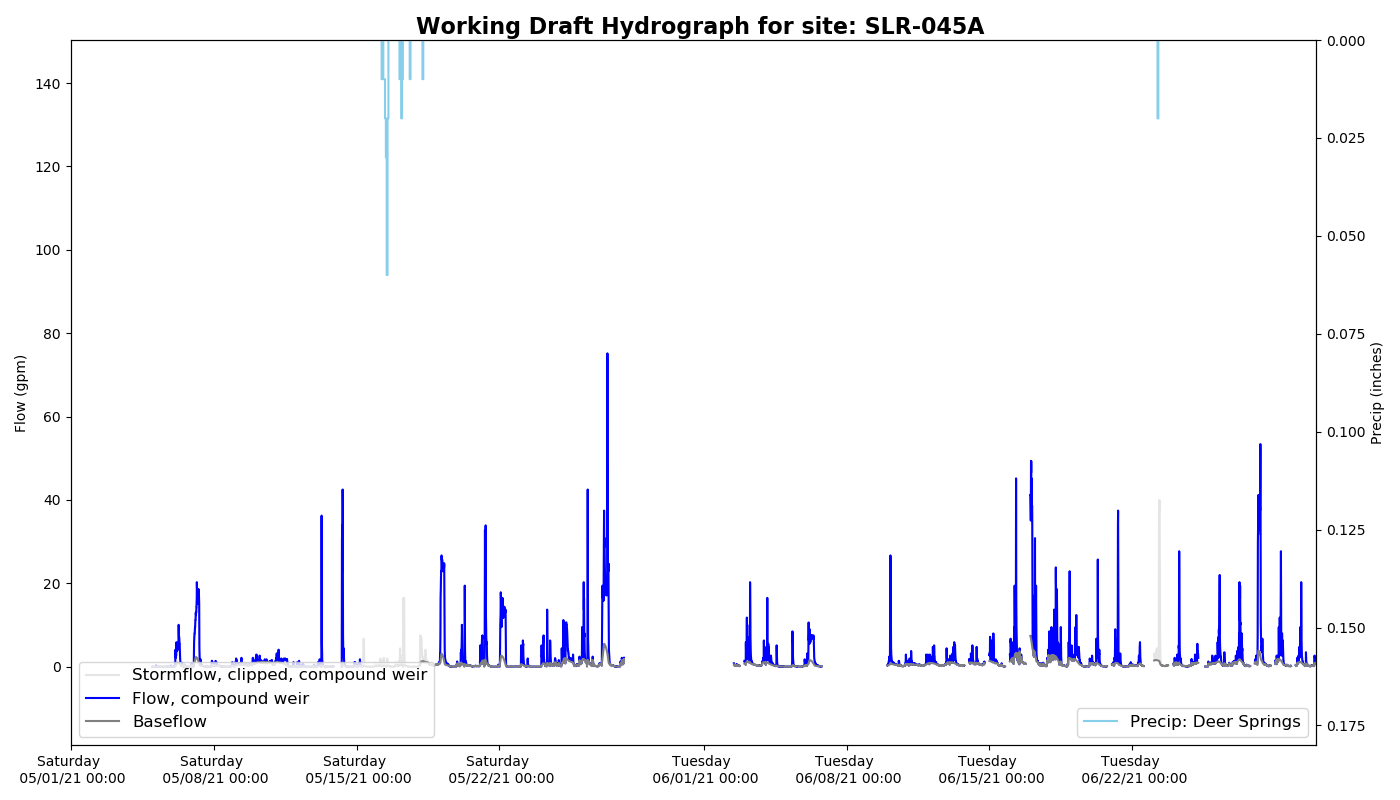 Working Draft Hydrograph for site: SLR-045A
140
120
100
80
60
40
20
0
Flow (gpm)
0.000
0.025
0.050
0.075
0.100
0.125
0.150
0.175
Precip (inches)
Stormflow, clipped, compound weir
Flow, compound weir
Baseflow
Precip: Deer Springs
Saturday
05/01/21 00:00
Saturday
05/08/21 00:00
Saturday
05/15/21 00:00
Saturday
05/22/21 00:00
Tuesday
06/01/21 00:00
Tuesday
06/08/21 00:00
Tuesday
06/15/21 00:00
Tuesday
06/22/21 00:00